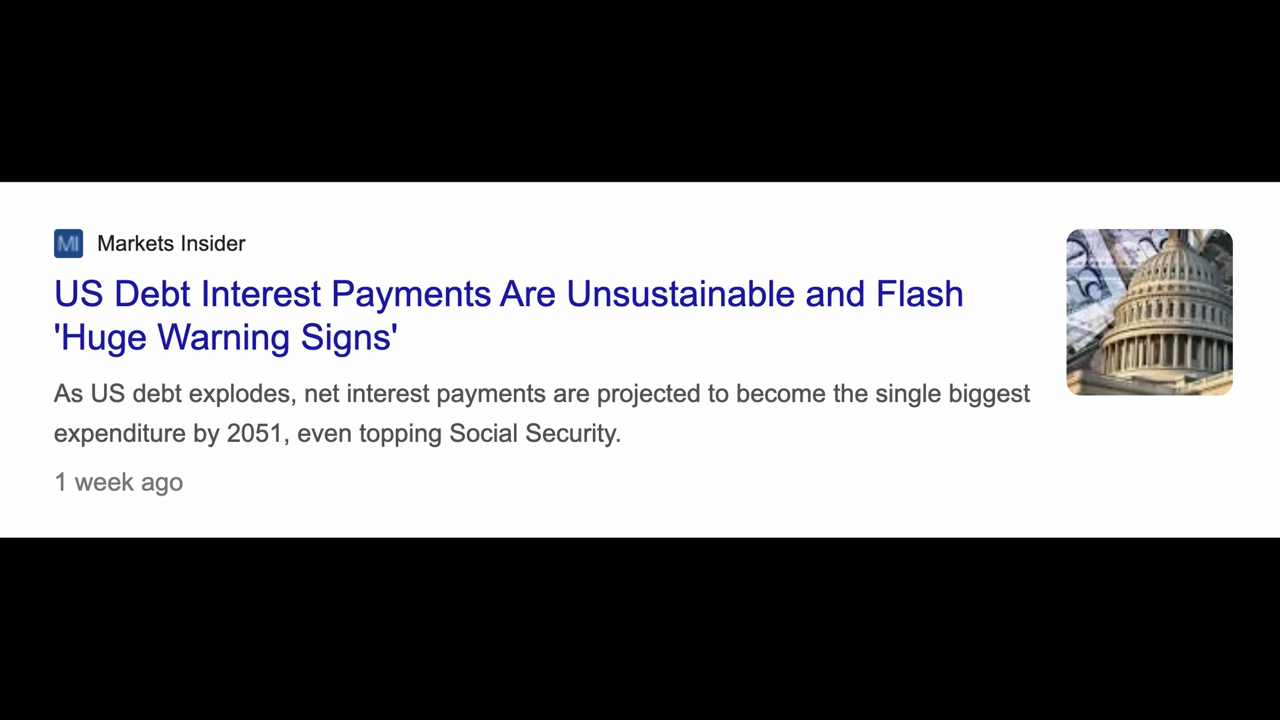 MI Markets Insider
US Debt Interest Payments Are Unsustainable and Flash
'Huge Warning Signs'
As US debt explodes, net interest payments are projected to become the single biggest
expenditure by 2051, even topping Social Security.
1 week ago